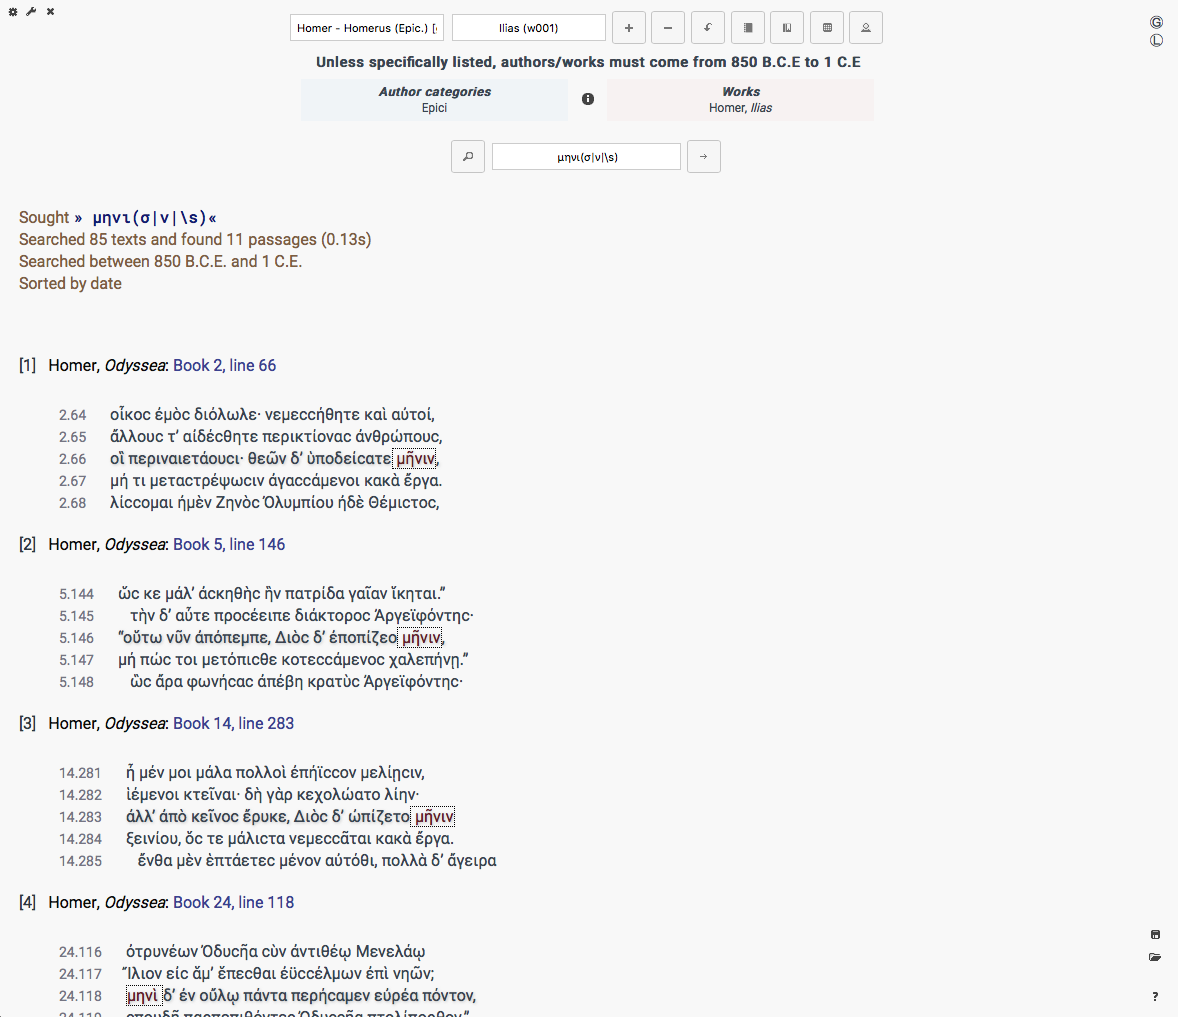 Homer - Homerus (Epic.) [
Ilias (w001)
Unless specifically listed, authors/works must come from 850 B.C.E to 1 C.E
Author categories
Works
Epici
Homer, Ilias
μηνι(σ|ν|\s)
Sought » μηνι(σ|ν|\s)«
Searched 85 texts and found 11 passages (0.13s)
Searched between 850 B.C.E. and 1 C.E.
Sorted by date
[1] Homer, Odyssea: Book 2, line 66
2.64 οἶκοϲ ἐμὸϲ διόλωλε· νεμεϲϲήθητε καὶ αὐτοί,
2.65 ἄλλουϲ τ’ αἰδέϲθητε περικτίοναϲ ἀνθρώπουϲ,
2.66 οἳ περιναιετάουϲι· θεῶν δ’ ὑποδείϲατε μῆνιν,
2.67 μή τι μεταϲτρέψωϲιν ἀγαϲϲάμενοι κακὰ ἔργα.
2.68 λίϲϲομαι ἠμὲν Ζηνὸϲ Ὀλυμπίου ἠδὲ Θέμιϲτοϲ,
[2] Homer, Odyssea: Book 5, line 146
5.144 ὥϲ κε μάλ’ ἀϲκηθὴϲ ἣν πατρίδα γαῖαν ἵκηται.”
5.145 τὴν δ’ αὖτε προϲέειπε διάκτοροϲ Ἀργεϊφόντηϲ·
5.146 “οὕτω νῦν ἀπόπεμπε, Διὸϲ δ’ ἐποπίζεο μῆνιν,
5.147 μή πώϲ τοι μετόπιϲθε κοτεϲϲάμενοϲ χαλεπήνῃ.”
5.148 ὣϲ ἄρα φωνήϲαϲ ἀπέβη κρατὺϲ Ἀργεϊφόντηϲ·
[3] Homer, Odyssea: Book 14, line 283
14.281 ἦ μέν μοι μάλα πολλοὶ ἐπήϊϲϲον μελίῃϲιν,
14.282 ἱέμενοι κτεῖναι· δὴ γὰρ κεχολώατο λίην·
14.283 ἀλλ’ ἀπὸ κεῖνοϲ ἔρυκε, Διὸϲ δ’ ὠπίζετο μῆνιν
14.284 ξεινίου, ὅϲ τε μάλιϲτα νεμεϲϲᾶται κακὰ ἔργα.
14.285 ἔνθα μὲν ἑπτάετεϲ μένον αὐτόθι, πολλὰ δ’ ἄγειρα
[4] Homer, Odyssea: Book 24, line 118
24.116 ὀτρυνέων Ὀδυϲῆα ϲὺν ἀντιθέῳ Μενελάῳ
24.117 Ἴλιον εἰϲ ἅμ’ ἕπεϲθαι ἐϋϲϲέλμων ἐπὶ νηῶν;
24.118 μηνὶ δ’ ἐν οὔλῳ πάντα περήϲαμεν εὐρέα πόντον,